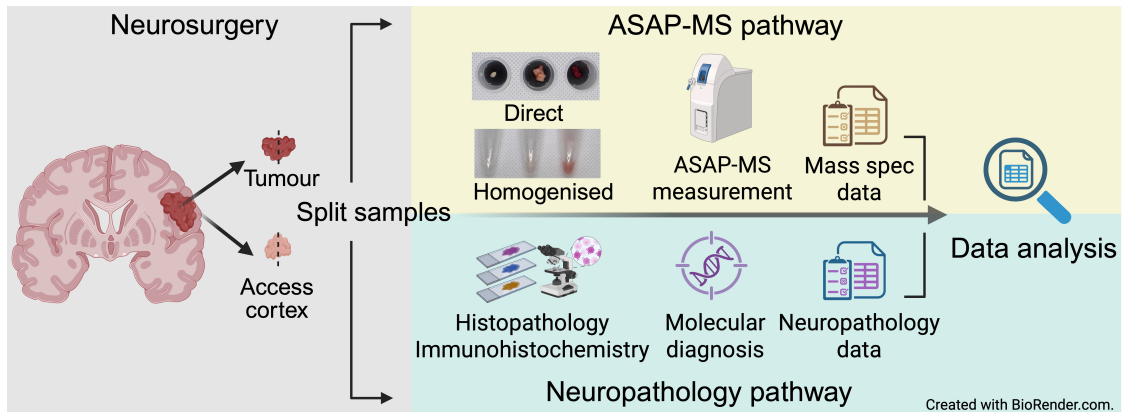 Neurosurgery
Tumour
Access
cortex
Split samples
ASAP-MS pathway
Direct
Homogenised
ASAP-MS
measurement
Mass spec
data
Data analysis
Histopathology
Immunohistochemistry
Molecular
diagnosis
Neuropathology
data
Neuropathology pathway
Created with BioRender.com.